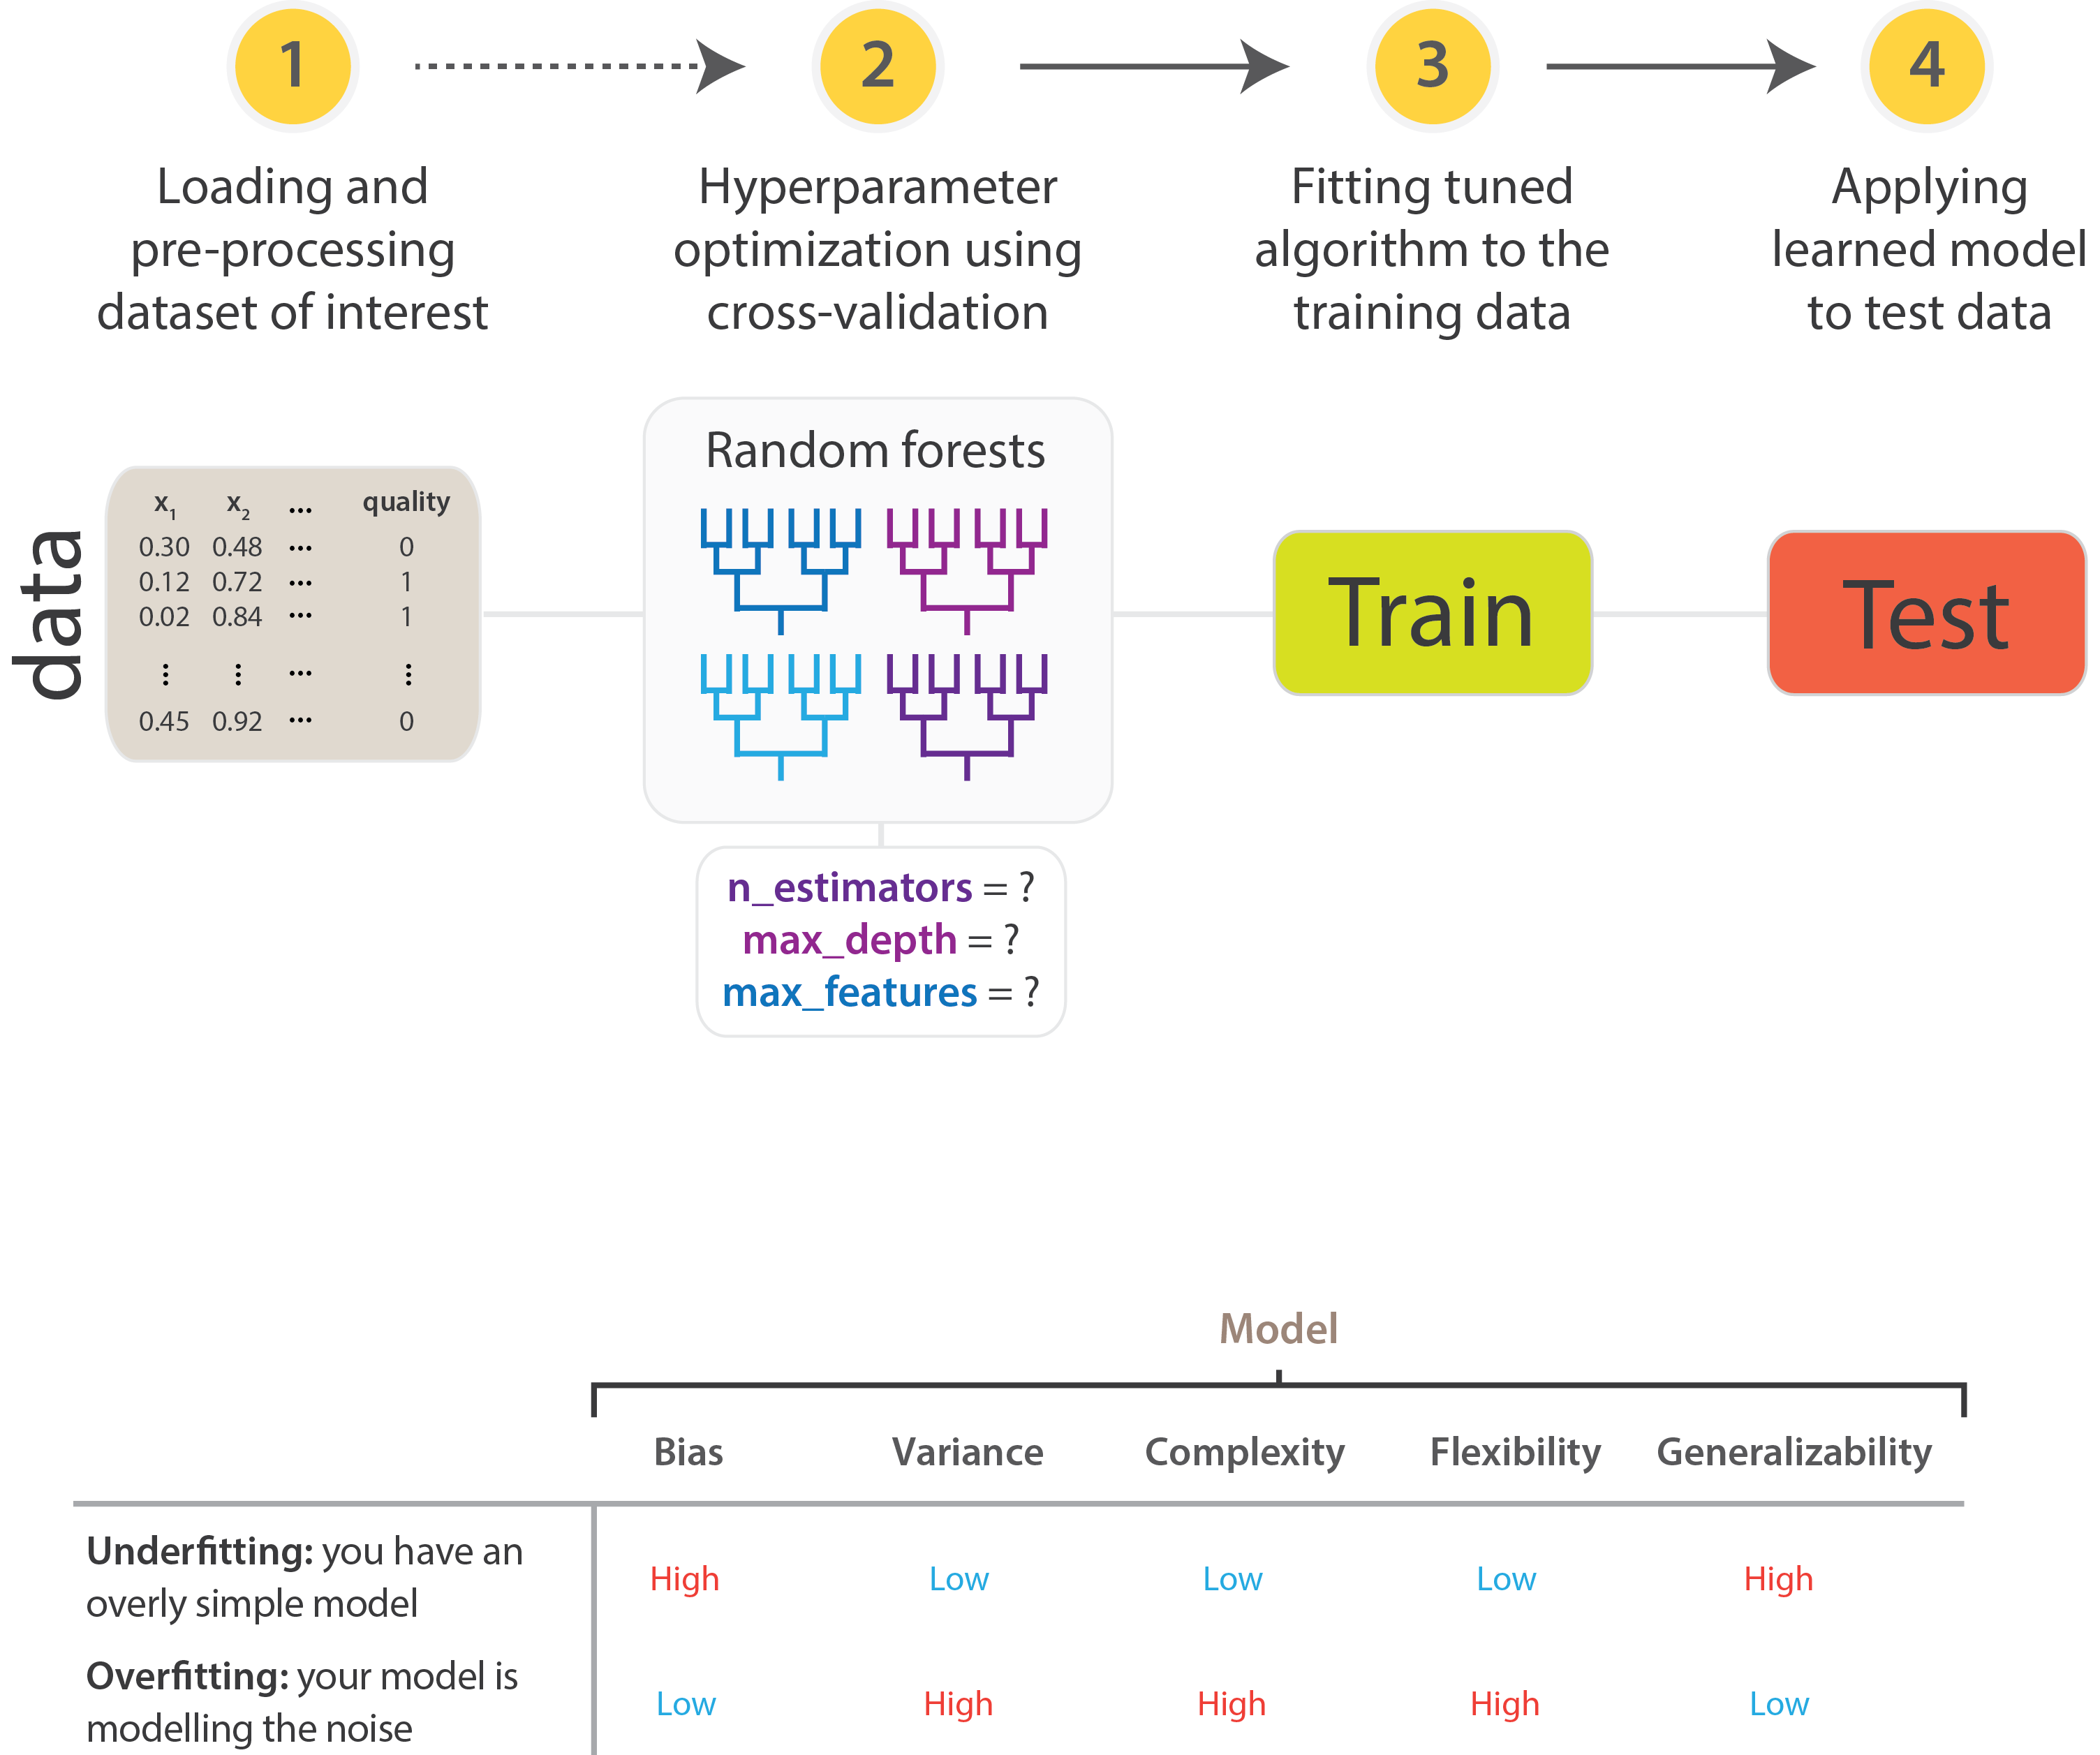 1
2
3
4
Loading and
pre-processing
dataset of interest
Hyperparameter
optimization using
cross-validation
Fitting tuned
algorithm to the
training data
Applying
learned model
to test data
data
x1 x2 ... quality
0.30 0.48 ... 0
0.12 0.72 ... 1
0.02 0.84 ... 1
⋮ ⋮ ... ⋮
0.45 0.92 ... 0
Random forests
n_estimators = ?
max_depth = ?
max_features = ?
Train
Test
Model
Bias Variance Complexity Flexibility Generalizability
Underfitting: you have an
overly simple model
High Low Low Low High
Overfitting: your model is
modelling the noise
Low High High High Low